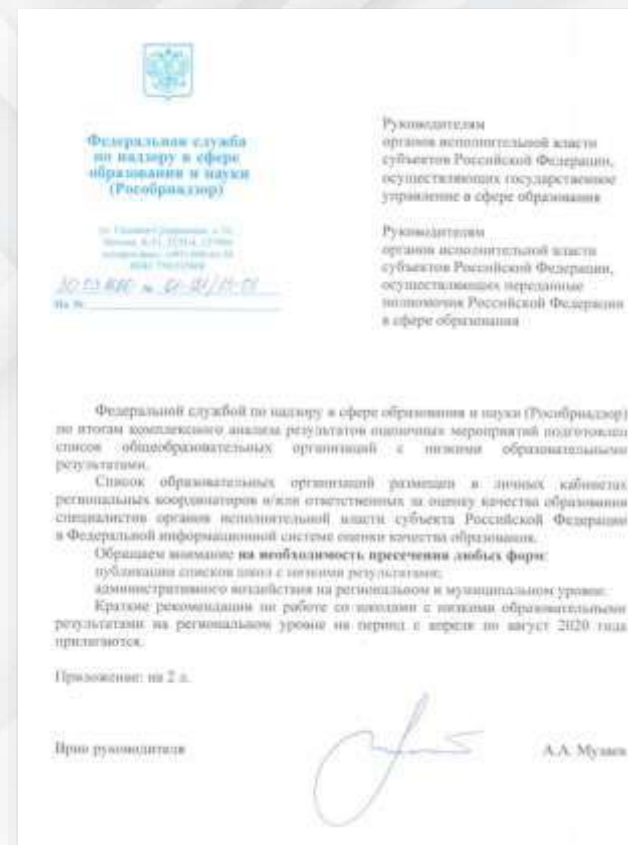 Федеральная служба
по надзору в сфере
образования и науки
(Рособрнадзор)
На №
Руководителям
органов исполнительной власти
субъектов Российской Федерации,
осуществляющих государственное
управление в сфере образования
Руководителям
органов исполнительной власти
субъектов Российской Федерации,
осуществляющих переданные
полномочия Российской Федерации
в сфере образования
Федеральной службой по надзору в сфере образования и науки (Рособрнадзор)
по итогам комплексного анализа результатов оценочных мероприятий подготовлен
список общеобразовательных организаций с низкими образовательными
результатами.
Список образовательных организаций размещен в личных кабинетах
региональных координаторов и/или ответственных за оценку качества образования
специалистов органов исполнительной власти субъекта Российской Федерации
в Федеральной информационной системе оценки качества образования.
Обращаем внимание на необходимость пресечения любых форм:
публикации списков школ с низкими результатами;
административного воздействия на региональном и муниципальном уровне.
Краткие рекомендации по работе со школами с низкими образовательными
результатами на региональном уровне на период с апреля по август 2020 года
прилагаются.
Приложение: на 2 л.
Врио руководителя
А.А. Музаев